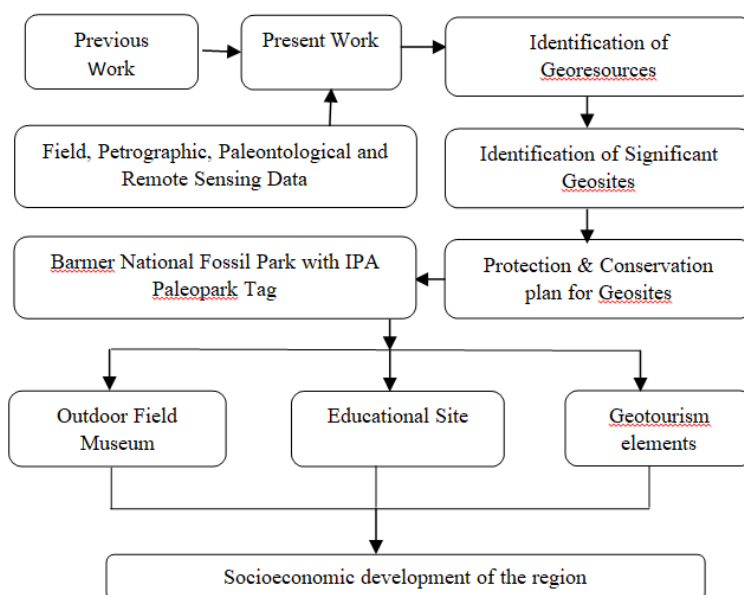 Previous
Work
Present Work
Identification of
Georesources
Field, Petrographic, Paleontological and
Remote Sensing Data
Identification of Significant
Geosites
Barmer National Fossil Park with IPA
Paleopark Tag
Protection & Conservation
plan for Geosites
Outdoor Field
Museum
Educational Site
Geotourism
elements
Socioeconomic development of the region